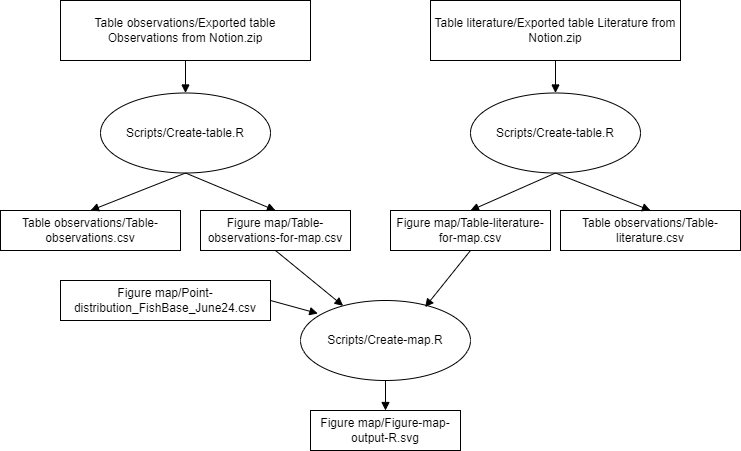 Table observations/Exported table
Observations from Notion.zip
Table literature/Exported table Literature from
Notion.zip
Scripts/Create-table.R
Scripts/Create-table.R
Table observations/Table-
observations.csv
Figure map/Table-
observations-for-map.csv
Figure map/Table-literature-
for-map.csv
Table observations/Table-
literature.csv
Figure map/Point-
distribution_FishBase_June24.csv
Scripts/Create-map.R
Figure map/Figure-map-
output-R.svg